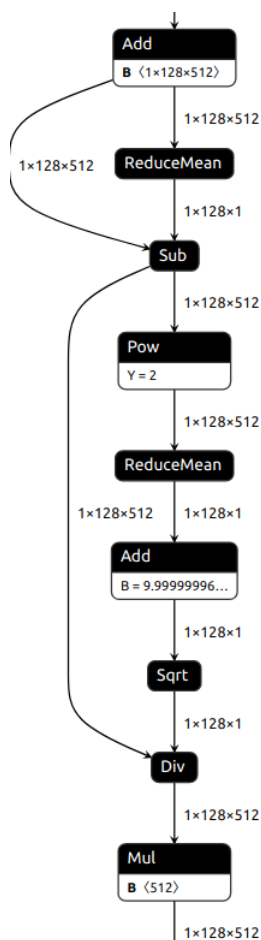 Add
B ⟨1×128×512⟩
1×128×512
1×128×512
ReduceMean
1×128×1
Sub
1×128×512
Pow
Y = 2
1×128×512
ReduceMean
1×128×512
1×128×1
Add
B = 9.99999996…
1×128×1
Sqrt
1×128×1
Div
1×128×512
Mul
B ⟨512⟩
1×128×512